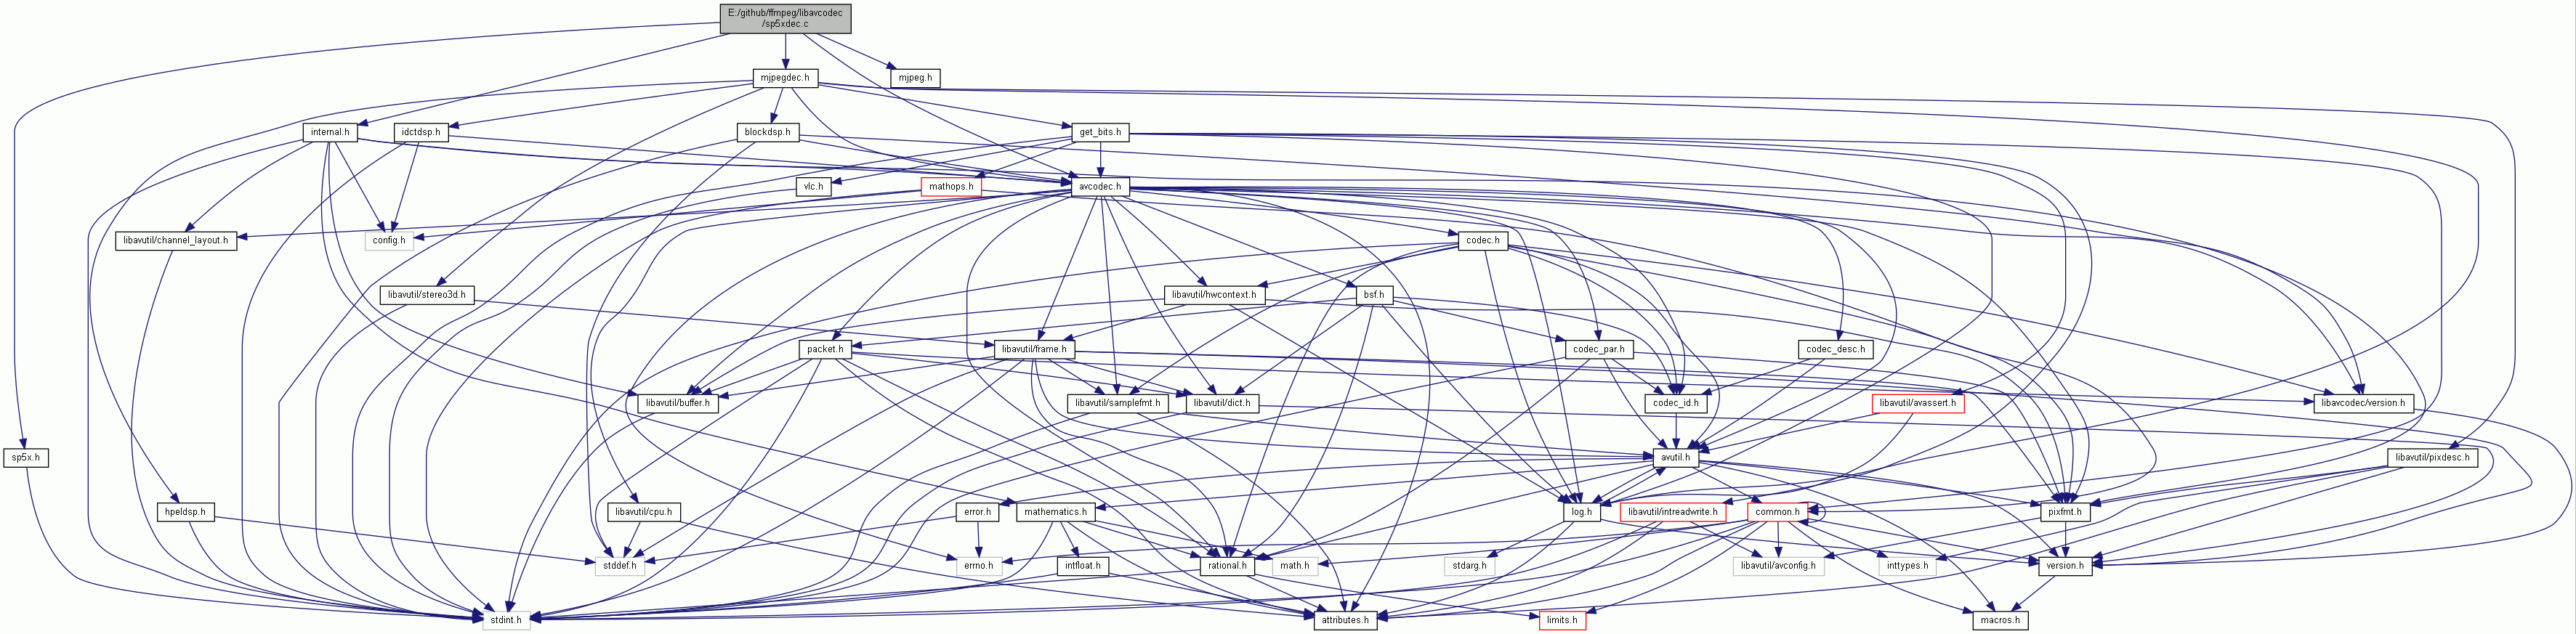 E:/github/ffmpeg/libavcodec
/sp5xdec.c
mjpegdec.h
mjpeg.h
internal.h
idctdsp.h
blockdsp.h
get_bits.h
vlc.h
mathops.h
avcodec.h
libavutil/channel_layout.h
config.h
codec.h
libavutil/stereo3d.h
libavutil/hwcontext.h
bsf.h
packet.h
libavutil/frame.h
codec_par.h
codec_desc.h
libavutil/buffer.h
libavutil/samplefmt.h
libavutil/dict.h
codec_id.h
libavutil/avassert.h
libavcodec/version.h
sp5x.h
avutil.h
libavutil/pixdesc.h
hpeldsp.h
libavutil/cpu.h
error.h
mathematics.h
log.h
libavutil/intreadwrite.h
common.h
pixfmt.h
stddef.h
errno.h
intfloat.h
rational.h
math.h
stdarg.h
libavutil/avconfig.h
inttypes.h
version.h
stdint.h
attributes.h
limits.h
macros.h